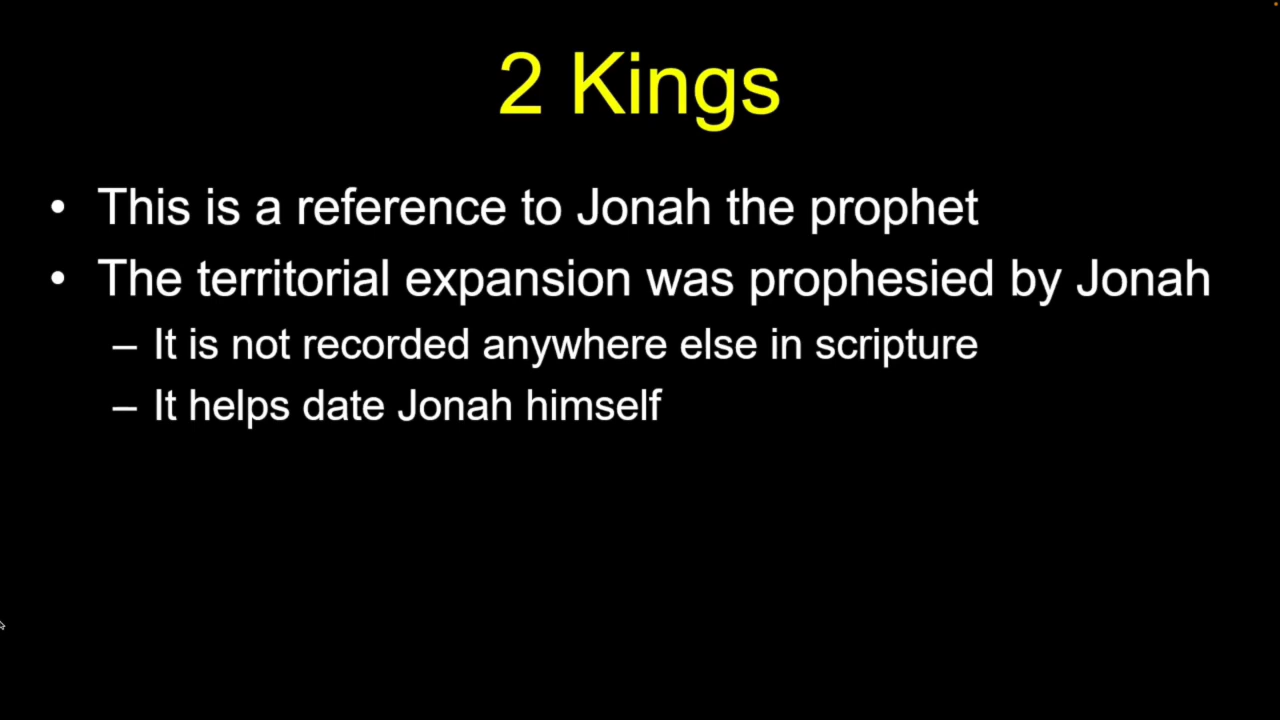 2 Kings
• This is a reference to Jonah the prophet
• The territorial expansion was prophesied by Jonah
– It is not recorded anywhere else in scripture
– It helps date Jonah himself